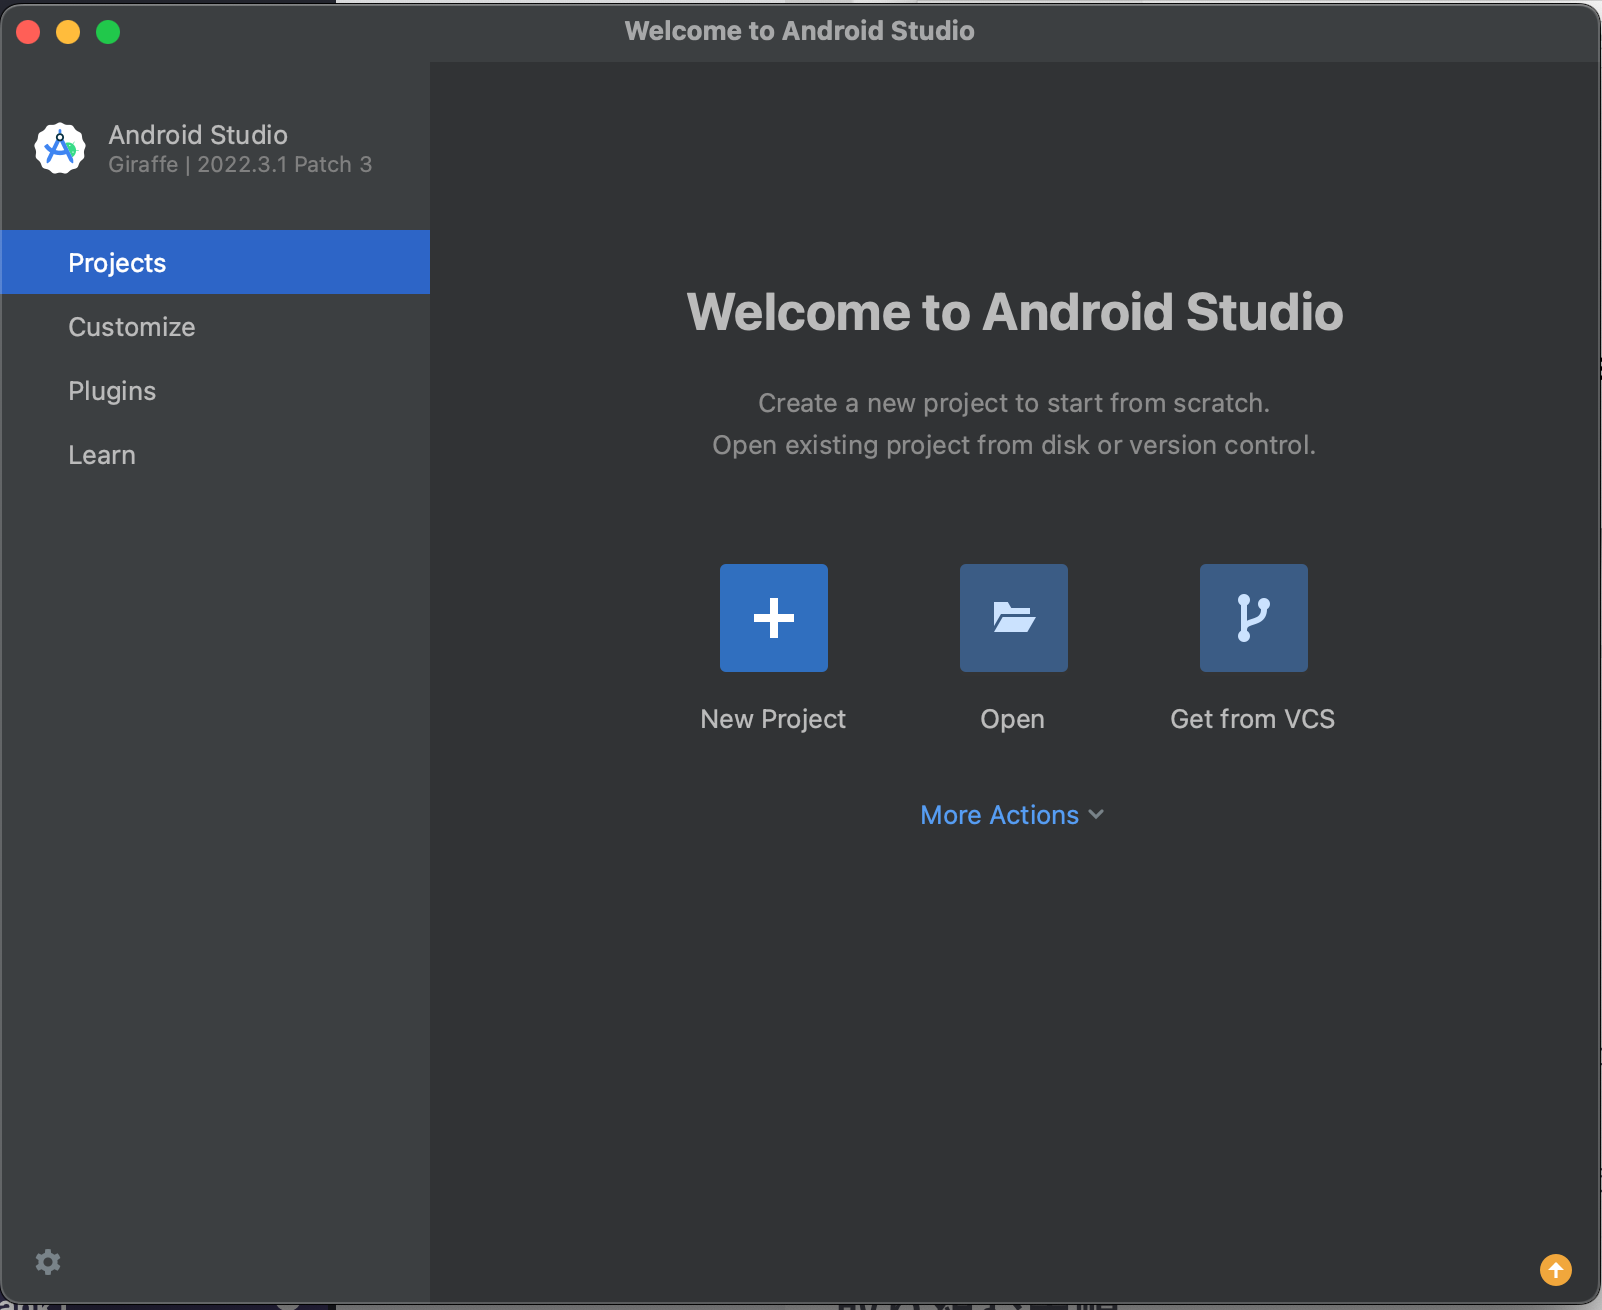 Welcome to Android Studio
Android Studio
Giraffe | 2022.3.1 Patch 3
Projects
Customize
Plugins
Learn
Welcome to Android Studio
Create a new project to start from scratch.
Open existing project from disk or version control.
New Project
Open
Get from VCS
More Actions